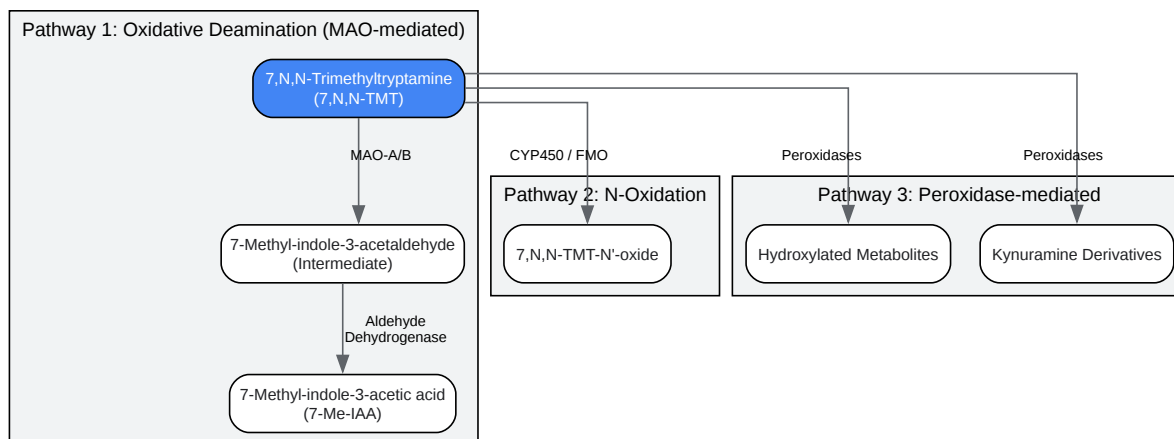 Pathway 1: Oxidative Deamination (MAO-mediated)
7,N,N-Trimethyltryptamine
(7,N,N-TMT)
MAO-A/B
CYP450 / FMO
Peroxidases
Peroxidases
Pathway 2: N-Oxidation
Pathway 3: Peroxidase-mediated
7-Methyl-indole-3-acetaldehyde
(Intermediate)
7,N,N-TMT-N'-oxide
Hydroxylated Metabolites
Kynuramine Derivatives
Aldehyde
Dehydrogenase
7-Methyl-indole-3-acetic acid
(7-Me-IAA)